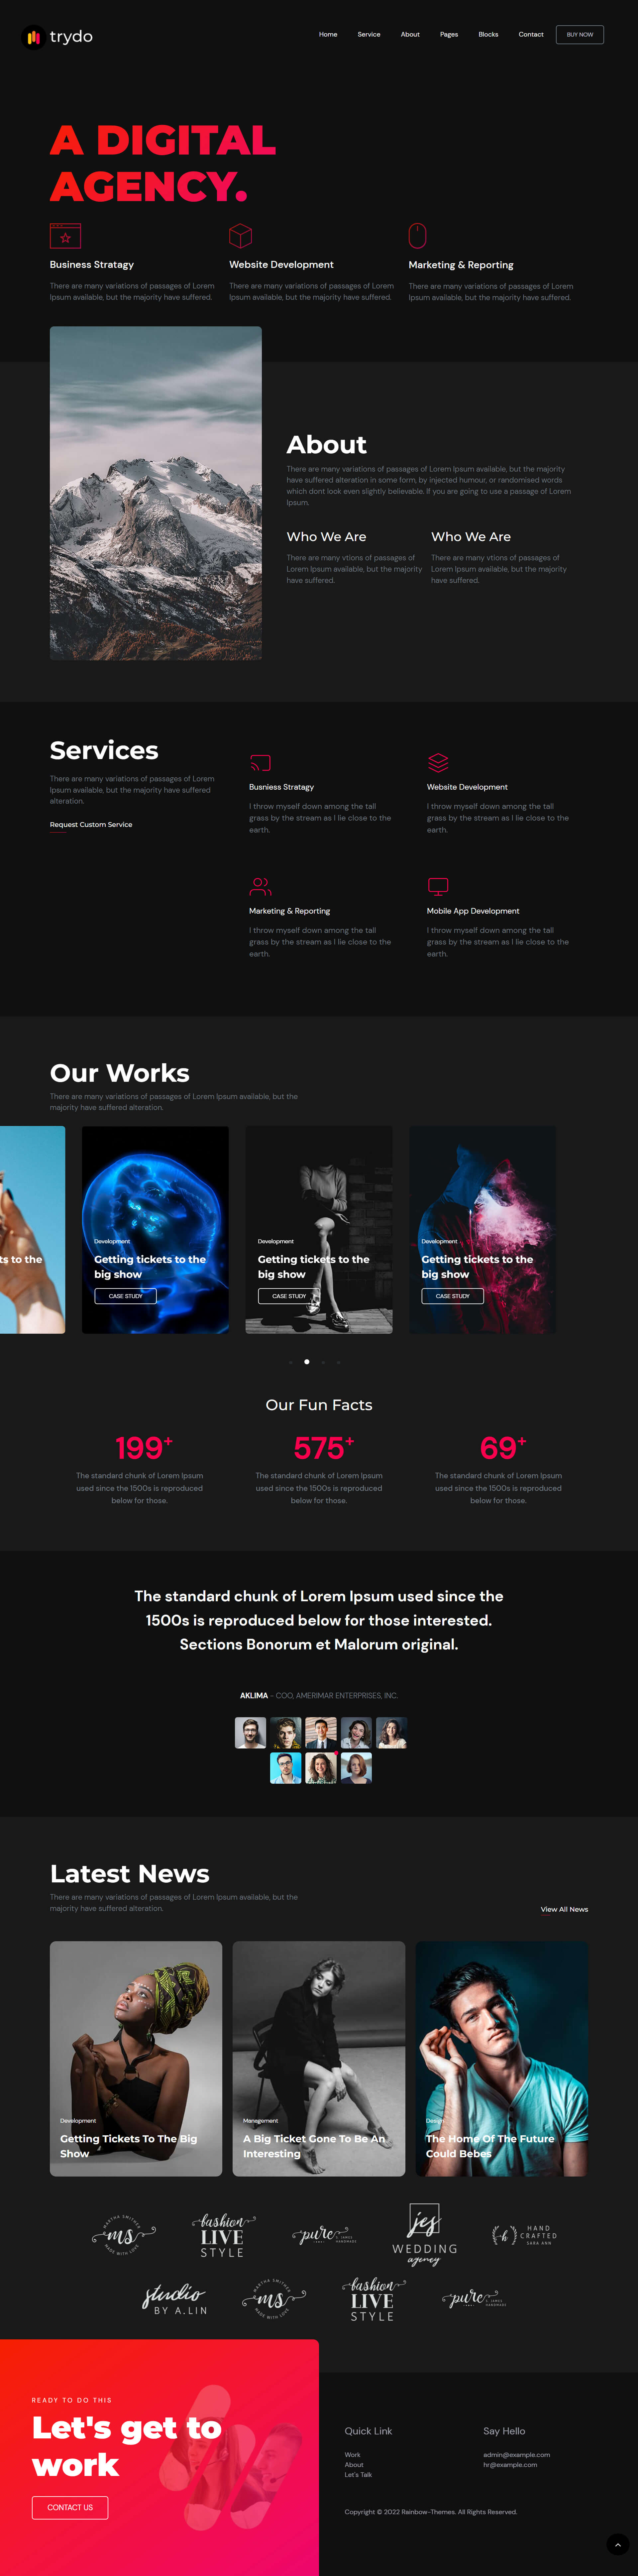 trydo
Home Service About Pages Blocks Contact BUY NOW
A DIGITAL
AGENCY.
Business Stratagy
There are many variations of passages of Lorem
Ipsum available, but the majority have suffered.
Website Development
There are many variations of passages of Lorem
Ipsum available, but the majority have suffered.
Marketing & Reporting
There are many variations of passages of Lorem
Ipsum available, but the majority have suffered.
About
There are many variations of passages of Lorem Ipsum available, but the majority
have suffered alteration in some form, by injected humour, or randomised words
which dont look even slightly believable. If you are going to use a passage of Lorem
Ipsum.
Who We Are
There are many vtions of passages of
Lorem Ipsum available, but the majority
have suffered.
Who We Are
There are many vtions of passages of
Lorem Ipsum available, but the majority
have suffered.
Services
There are many variations of passages of Lorem
Ipsum available, but the majority have suffered
alteration.
Request Custom Service
Busniess Stratagy
I throw myself down among the tall
grass by the stream as I lie close to the
earth.
Website Development
I throw myself down among the tall
grass by the stream as I lie close to the
earth.
Marketing & Reporting
I throw myself down among the tall
grass by the stream as I lie close to the
earth.
Mobile App Development
I throw myself down among the tall
grass by the stream as I lie close to the
earth.
Our Works
There are many variations of passages of Lorem Ipsum available, but the
majority have suffered alteration.
ts to the
Development
Getting tickets to the
big show
CASE STUDY
Development
Getting tickets to the
big show
CASE STUDY
Development
Getting tickets to the
big show
CASE STUDY
Our Fun Facts
199+
The standard chunk of Lorem Ipsum
used since the 1500s is reproduced
below for those.
575+
The standard chunk of Lorem Ipsum
used since the 1500s is reproduced
below for those.
69+
The standard chunk of Lorem Ipsum
used since the 1500s is reproduced
below for those.
The standard chunk of Lorem Ipsum used since the
1500s is reproduced below for those interested.
Sections Bonorum et Malorum original.
AKLIMA - COO, AMERIMAR ENTERPRISES, INC.
Latest News
There are many variations of passages of Lorem Ipsum available, but the
majority have suffered alteration.
View All News
Development
Getting Tickets To The Big
Show
Management
A Big Ticket Gone To Be An
Interesting
Design
The Home Of The Future
Could Bebes
MARTHA SMITHEY
ms
MADE WITH LOVE
fashion
LIVE
STYLE
pure
JAMES
HANDMADE
jes
WEDDING
agency
h
HAND
CRAFTED
SARA ANN
studio
BY A.LIN
MARTHA SMITHEY
ms
MADE WITH LOVE
fashion
LIVE
STYLE
pure
JAMES
HANDMADE
READY TO DO THIS
Let's get to
work
CONTACT US
Quick Link
Work
About
Let's Talk
Say Hello
admin@example.com
hr@example.com
Copyright © 2022 Rainbow-Themes. All Rights Reserved.